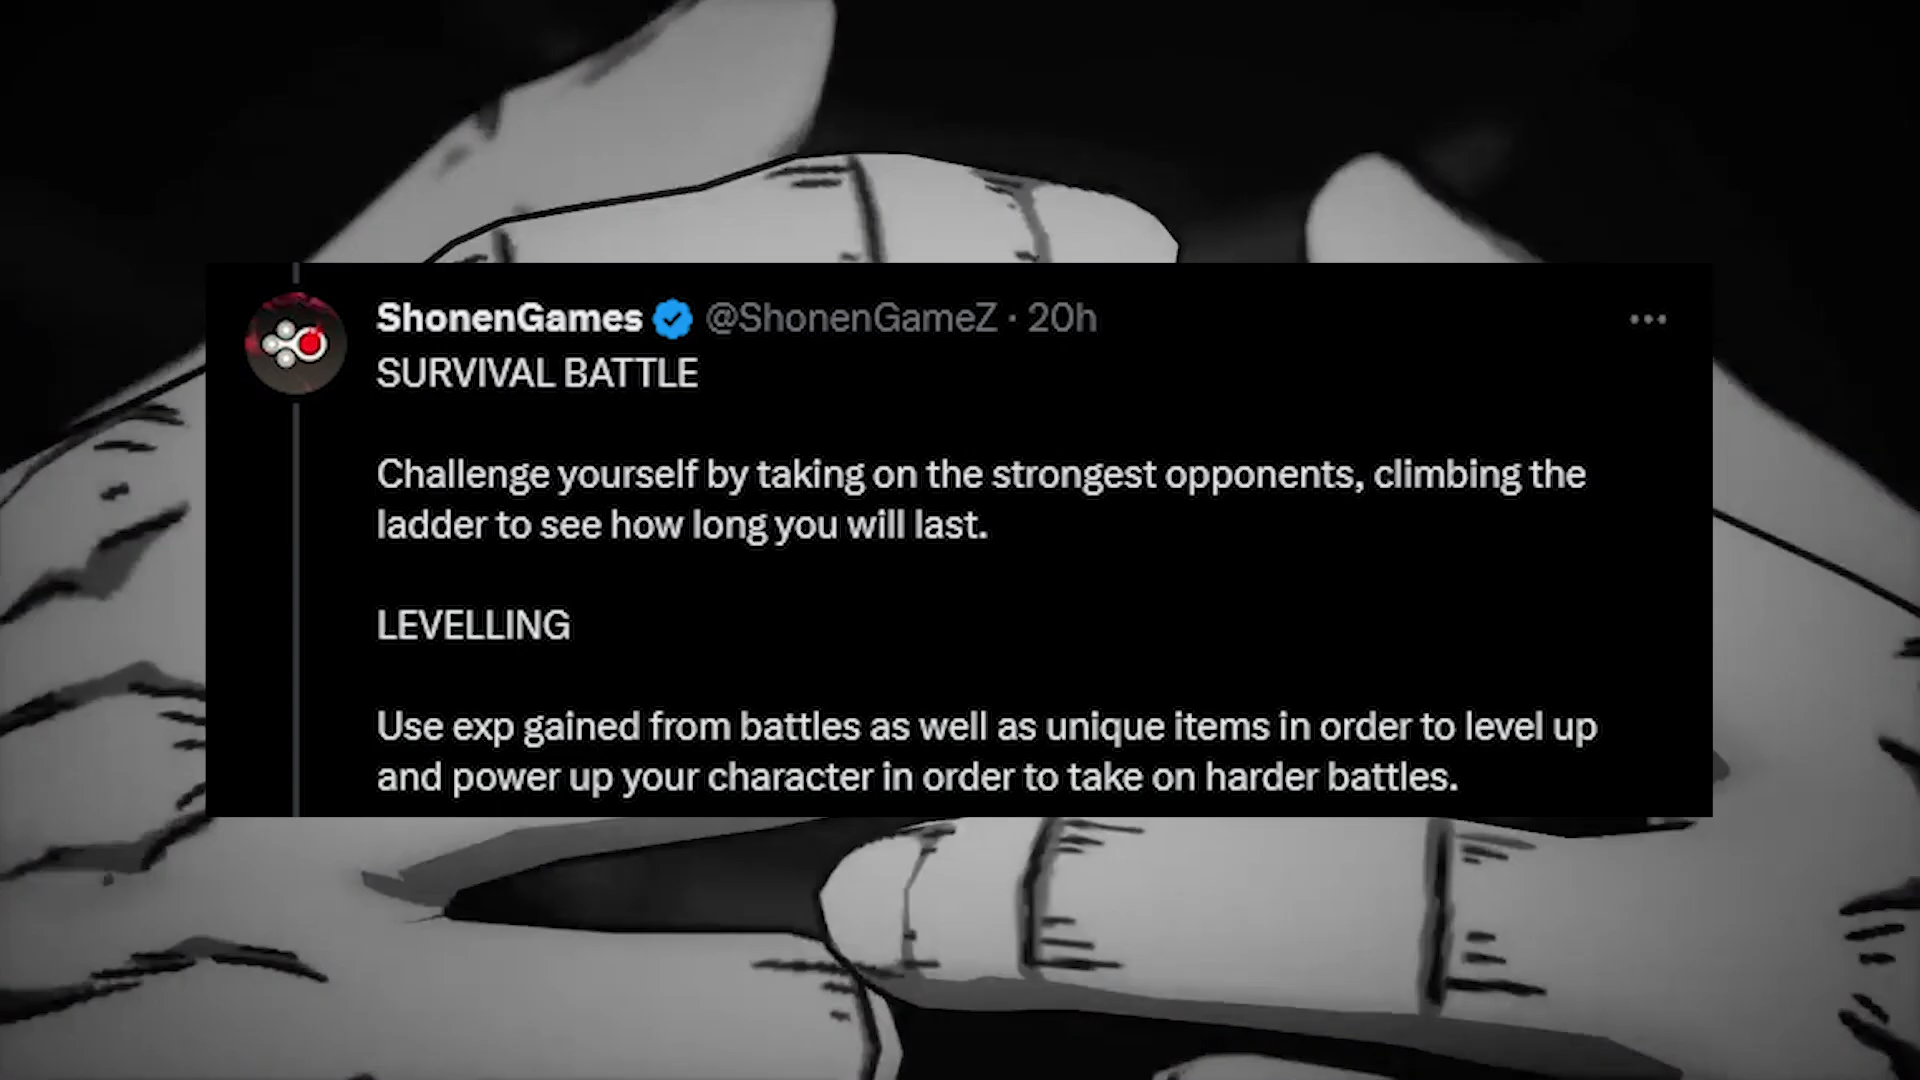 ShonenGames @ShonenGameZ · 20h
SURVIVAL BATTLE
Challenge yourself by taking on the strongest opponents, climbing the
ladder to see how long you will last.
LEVELLING
Use exp gained from battles as well as unique items in order to level up
and power up your character in order to take on harder battles.